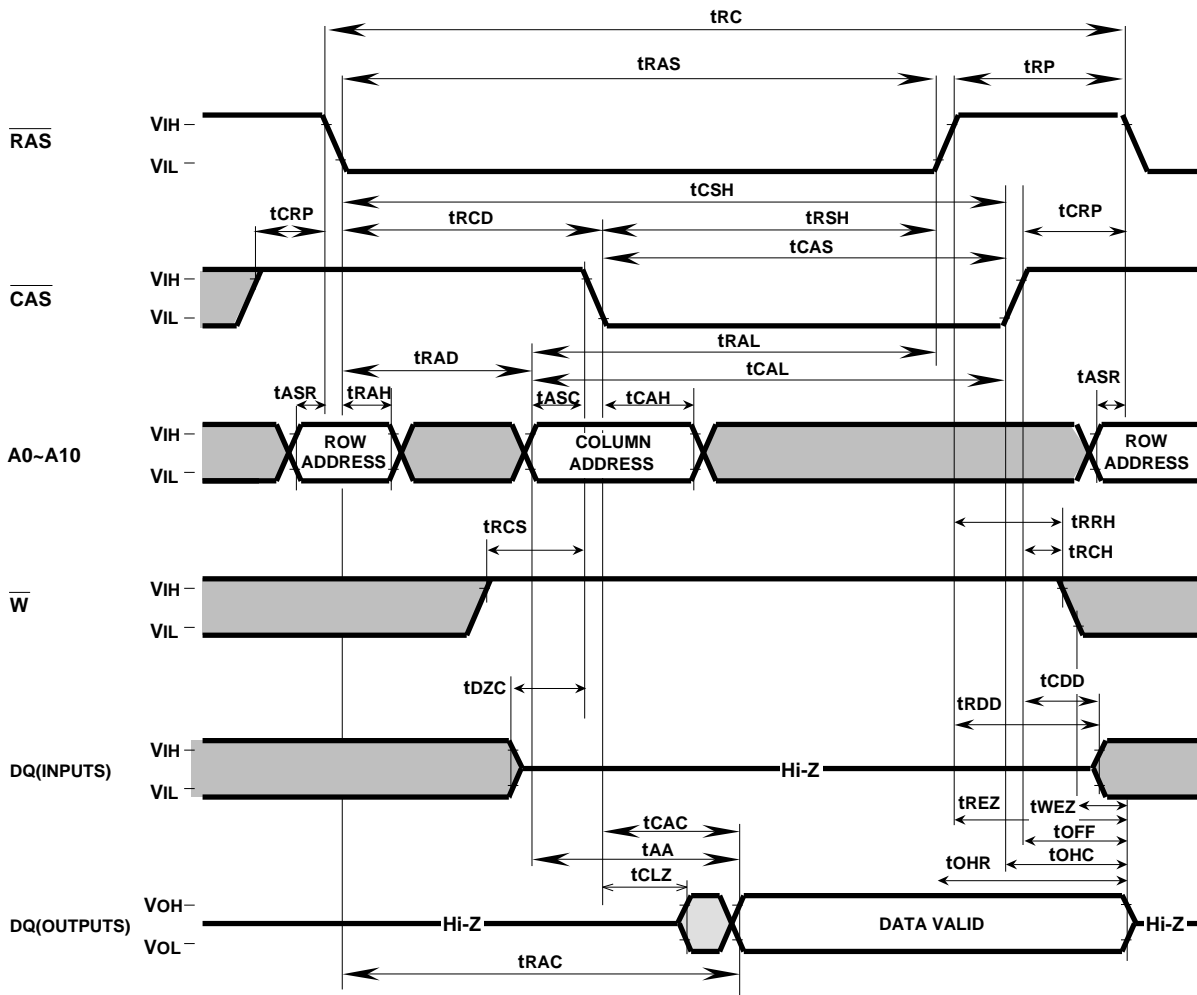 tRC
tRAS
tRP
RAS
VIH
VIL
tCSH
tCRP
tRCD
tRSH
tCRP
tCAS
CAS
VIH
VIL
tRAL
tRAD
tCAL
tASR
tRAH
tASC
tCAH
tASR
A0~A10
VIH
VIL
ROW
ADDRESS
COLUMN
ADDRESS
ROW
ADDRESS
tRCS
tRRH
tRCH
W
VIH
VIL
tDZC
tCDD
tRDD
DQ(INPUTS)
VIH
VIL
Hi-Z
tREZ
tWEZ
tCAC
tOFF
tAA
tOHC
tOHR
tCLZ
DQ(OUTPUTS)
VOH
VOL
Hi-Z
DATA VALID
Hi-Z
tRAC